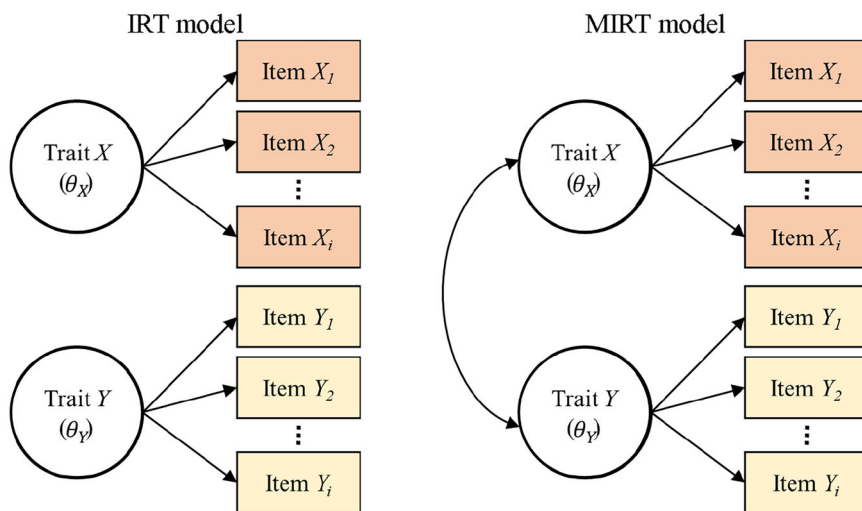 IRT model
Trait X
(θX)
Item X1
Item X2
...
Item Xi
Trait Y
(θY)
Item Y1
Item Y2
...
Item Yi
MIRT model
Trait X
(θX)
Item X1
Item X2
...
Item Xi
Trait Y
(θY)
Item Y1
Item Y2
...
Item Yi